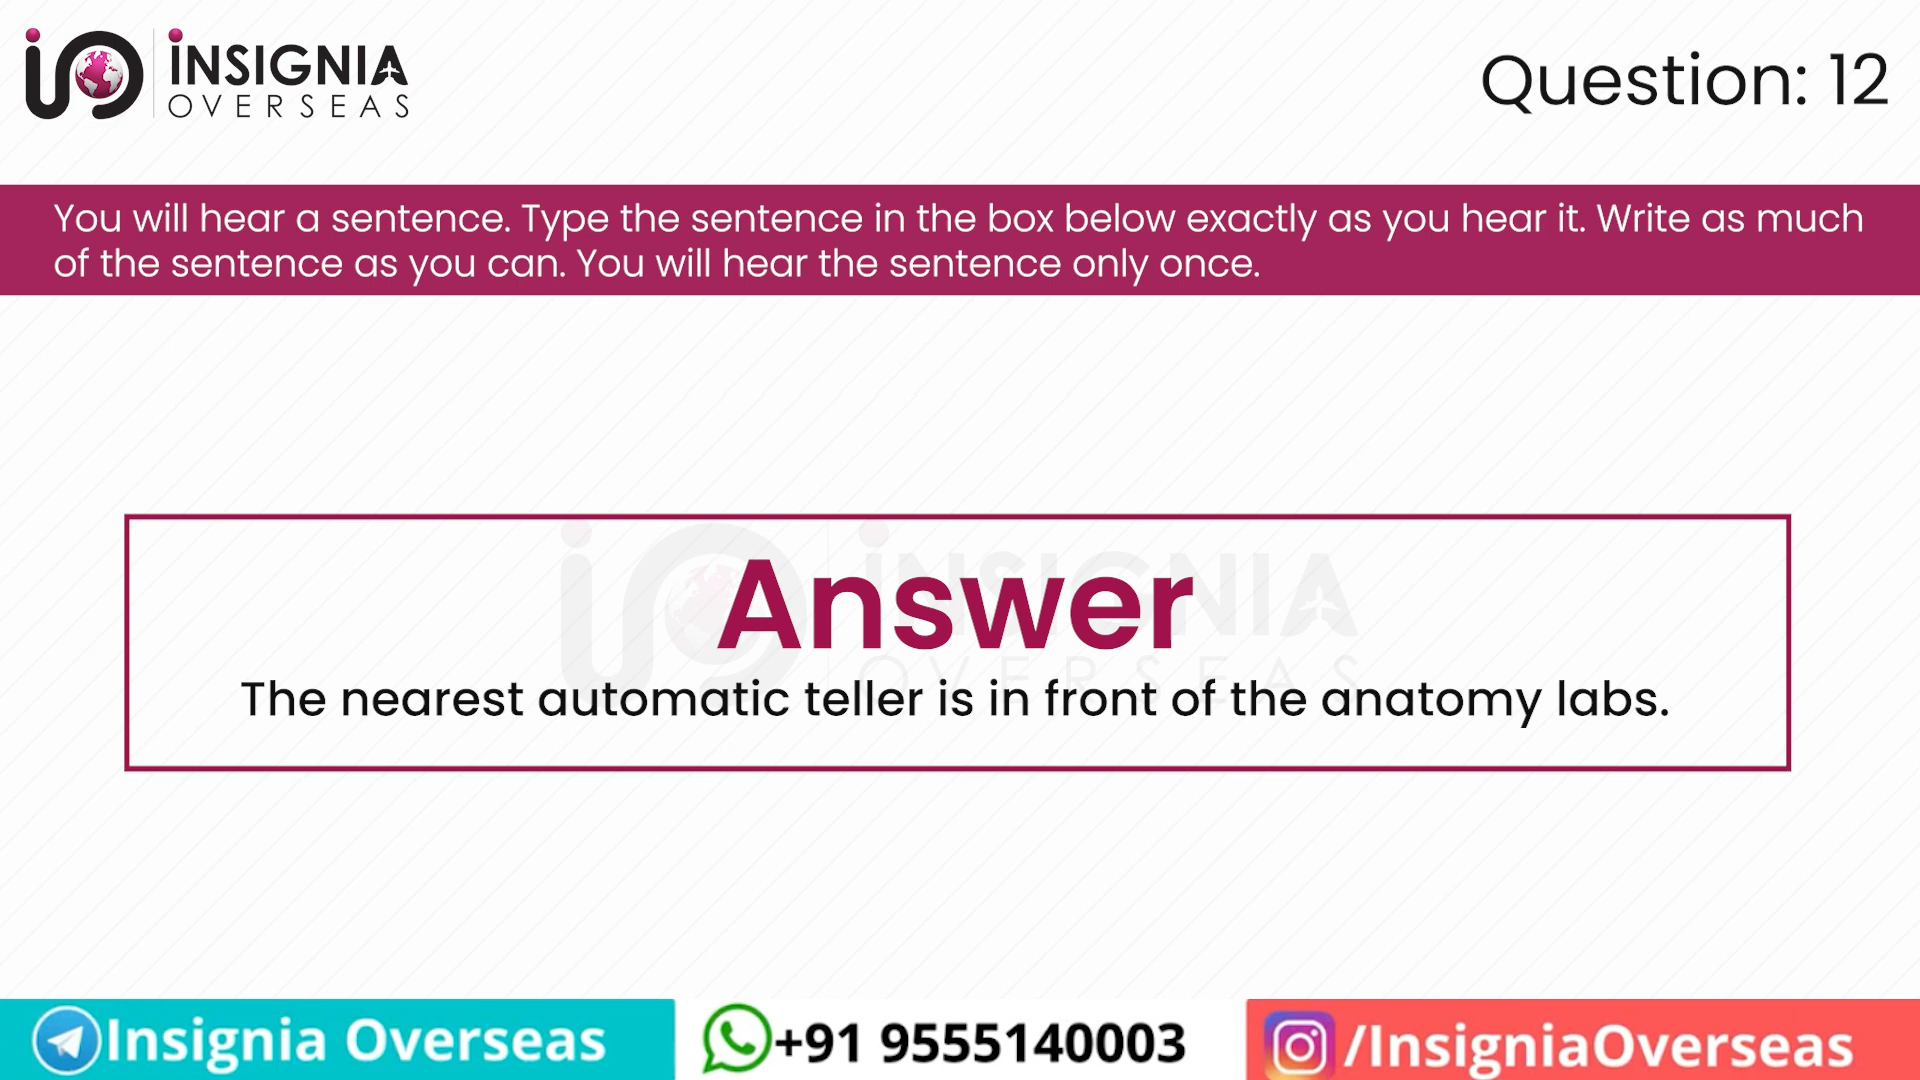 INSIGNIA
OVERSEAS
Question: 12
You will hear a sentence. Type the sentence in the box below exactly as you hear it. Write as much
of the sentence as you can. You will hear the sentence only once.
INSIGNIA
OVERSEAS
Answer
The nearest automatic teller is in front of the anatomy labs.
Insignia Overseas
+91 9555140003
/InsigniaOverseas